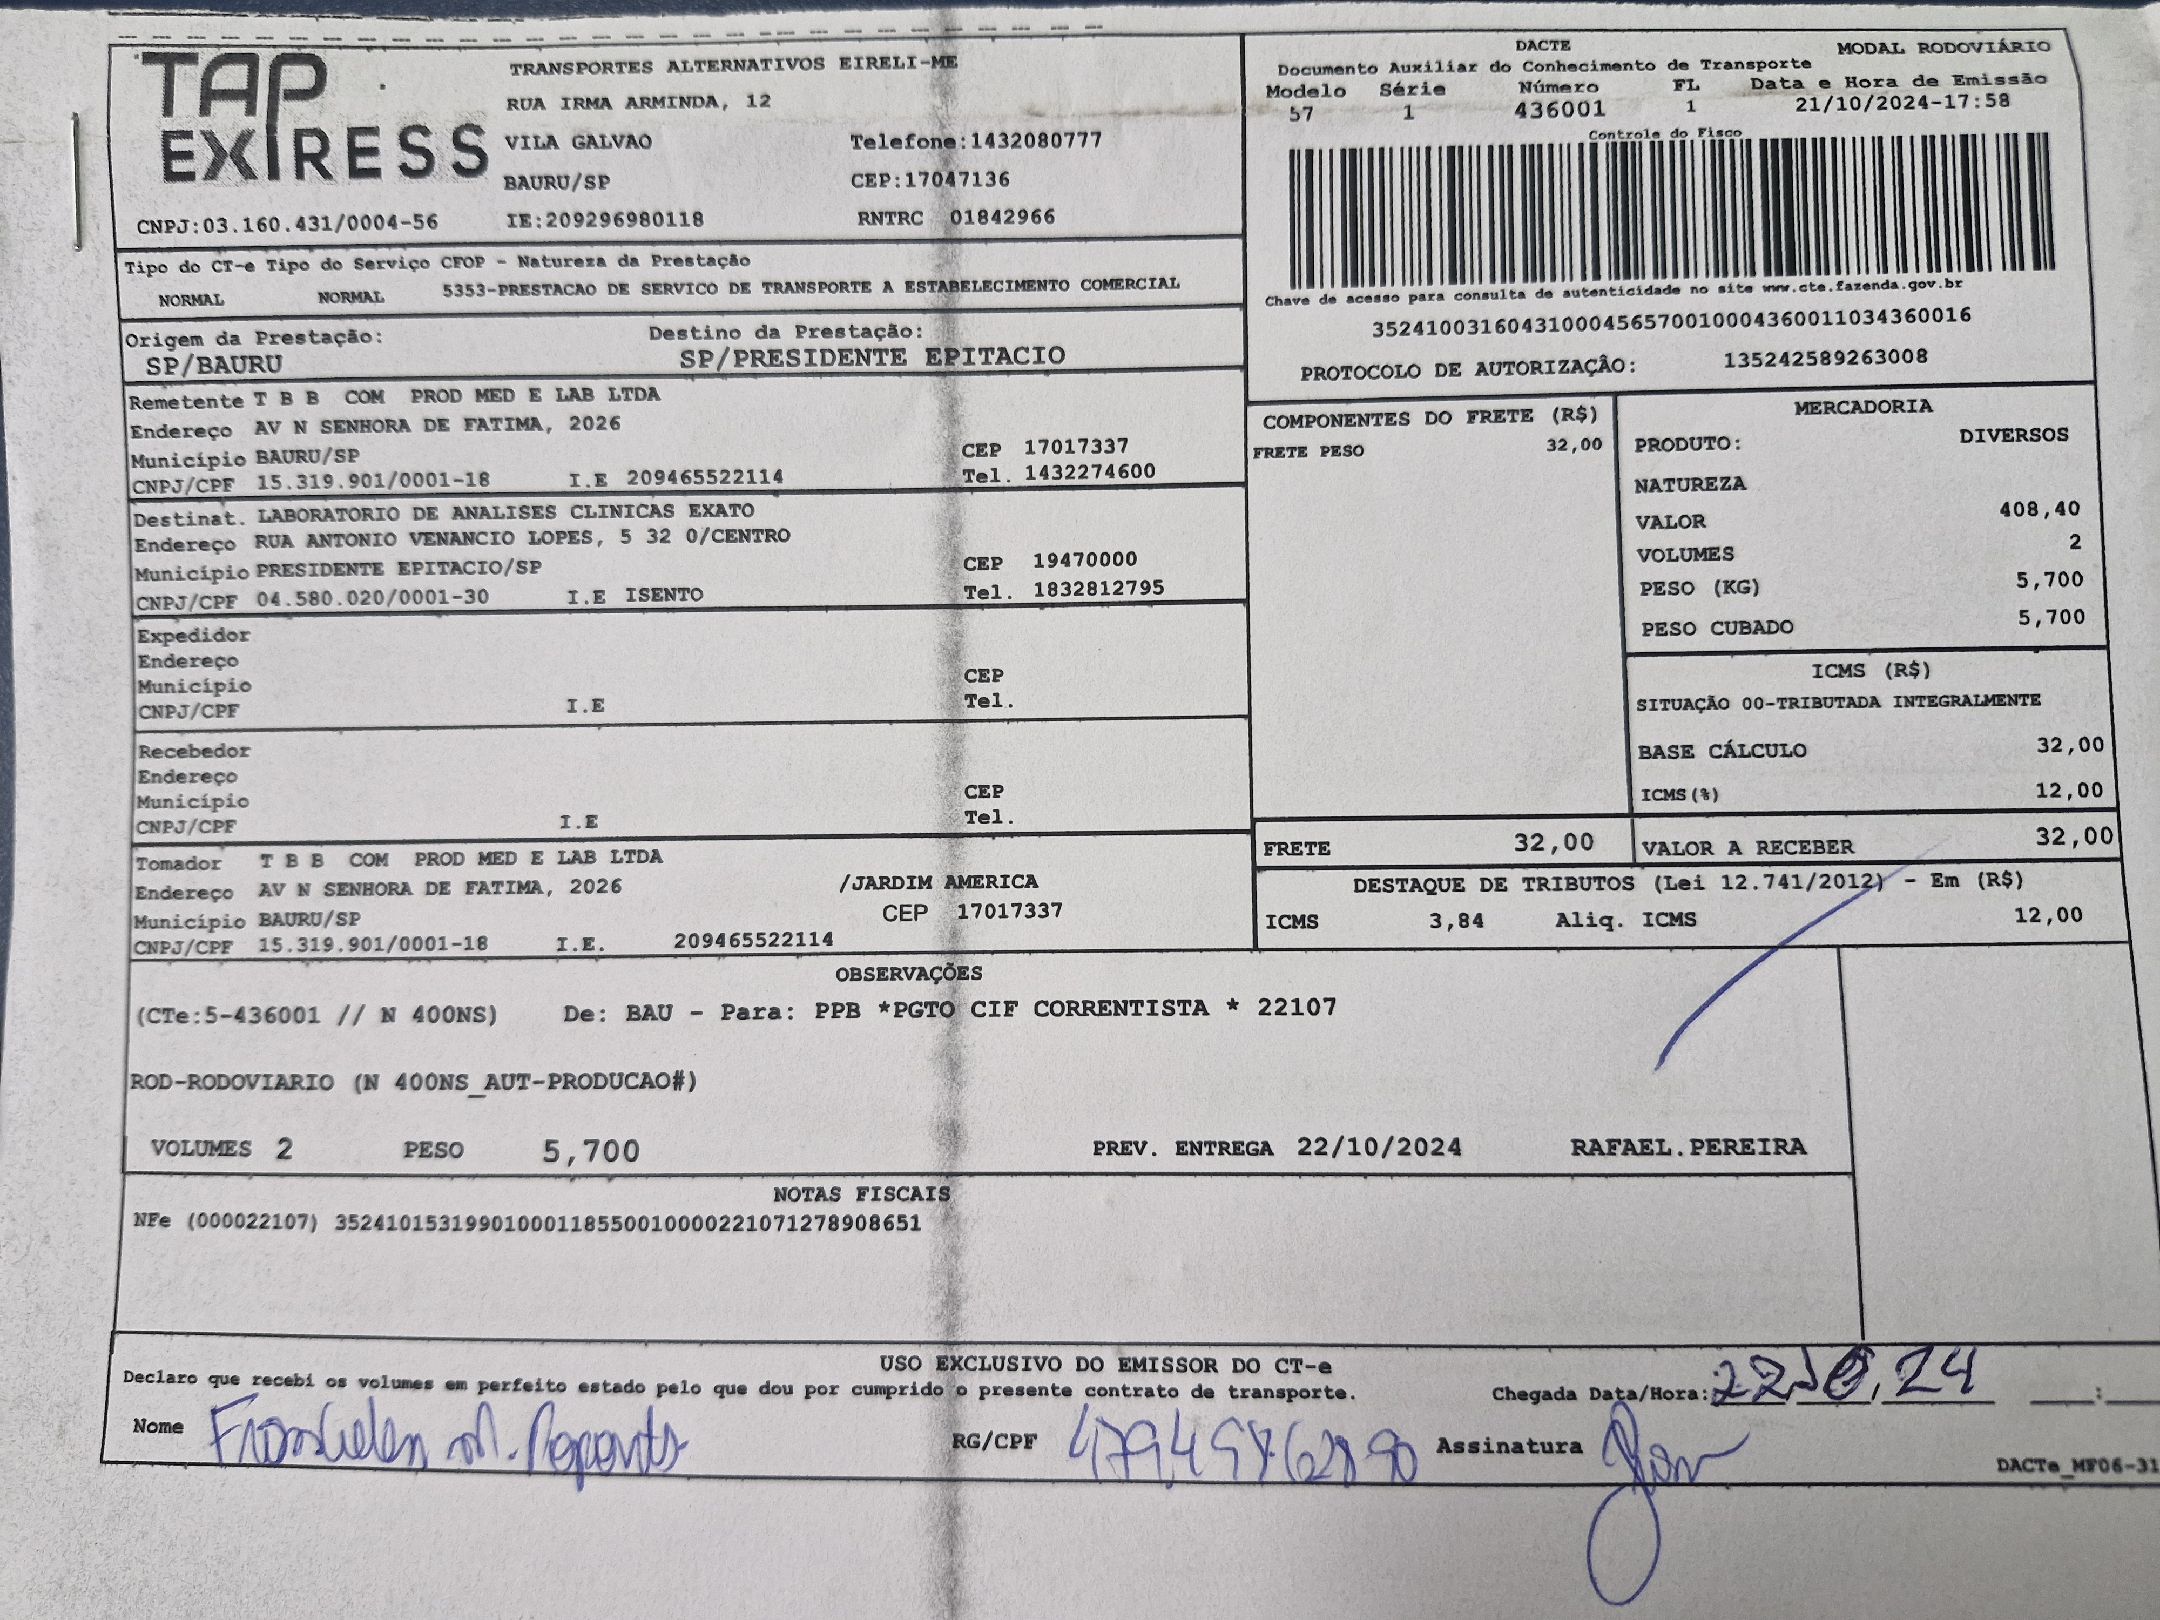 TAP EXPRESS
TRANSPORTES ALTERNATIVOS EIRELI-ME
RUA IRMA ARMINDA, 12
VILA GALVAO Telefone:1432080777
BAURU/SP CEP:17047136
CNPJ:03.160.431/0004-56 IE:209296980118 RNTRC 01842966
DACTE MODAL RODOVIÁRIO
Documento Auxiliar do Conhecimento de Transporte
Modelo Série Número FL Data e Hora de Emissão
57 1 436001 1 21/10/2024-17:58
Controle do Fisco
Chave de acesso para consulta de autenticidade no site www.cte.fazenda.gov.br
35241003160431000456570010004360011034360016
PROTOCOLO DE AUTORIZAÇÂO: 135242589263008
Tipo do CT-e Tipo do Serviço CFOP - Natureza da Prestação
NORMAL NORMAL 5353-PRESTACAO DE SERVICO DE TRANSPORTE A ESTABELECIMENTO COMERCIAL
Origem da Prestação: Destino da Prestação:
SP/BAURU SP/PRESIDENTE EPITACIO
Remetente T B B COM PROD MED E LAB LTDA
Endereço AV N SENHORA DE FATIMA, 2026
Município BAURU/SP CEP 17017337
CNPJ/CPF 15.319.901/0001-18 I.E 209465522114 Tel. 1432274600
Destinat. LABORATORIO DE ANALISES CLINICAS EXATO
Endereço RUA ANTONIO VENANCIO LOPES, 5 32 0/CENTRO
Município PRESIDENTE EPITACIO/SP CEP 19470000
CNPJ/CPF 04.580.020/0001-30 I.E ISENTO Tel. 1832812795
Expedidor
Endereço
Município CEP
CNPJ/CPF I.E Tel.
Recebedor
Endereço
Município CEP
CNPJ/CPF I.E Tel.
Tomador T B B COM PROD MED E LAB LTDA
Endereço AV N SENHORA DE FATIMA, 2026 /JARDIM AMERICA
Município BAURU/SP CEP 17017337
CNPJ/CPF 15.319.901/0001-18 I.E. 209465522114
COMPONENTES DO FRETE (R$)
FRETE PESO 32,00
MERCADORIA
PRODUTO: DIVERSOS
NATUREZA
VALOR 408,40
VOLUMES 2
PESO (KG) 5,700
PESO CUBADO 5,700
ICMS (R$)
SITUAÇÃO 00-TRIBUTADA INTEGRALMENTE
BASE CÁLCULO 32,00
ICMS(%) 12,00
FRETE 32,00 VALOR A RECEBER 32,00
DESTAQUE DE TRIBUTOS (Lei 12.741/2012) - Em (R$)
ICMS 3,84 Aliq. ICMS 12,00
OBSERVAÇÕES
(CTe:5-436001 // N 400NS) De: BAU - Para: PPB *PGTO CIF CORRENTISTA * 22107
ROD-RODOVIARIO (N 400NS_AUT-PRODUCAO#)
VOLUMES 2 PESO 5,700 PREV. ENTREGA 22/10/2024 RAFAEL.PEREIRA
NOTAS FISCAIS
NFe (000022107) 35241015319901000118550010000221071278908651
USO EXCLUSIVO DO EMISSOR DO CT-e
Declaro que recebi os volumes em perfeito estado pelo que dou por cumprido o presente contrato de transporte.
Chegada Data/Hora: 22 10 24 :
Nome RG/CPF Assinatura
DACTe_MF06-31